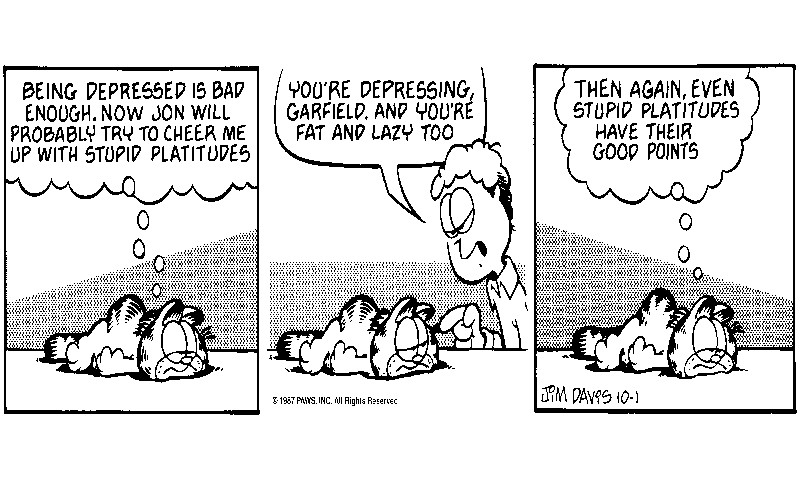 BEING DEPRESSED IS BAD
ENOUGH. NOW JON WILL
PROBABLY TRY TO CHEER ME
UP WITH STUPID PLATITUDES
YOU'RE DEPRESSING,
GARFIELD. AND YOU'RE
FAT AND LAZY TOO
© 1987 PAWS, INC. All Rights Reserved
THEN AGAIN, EVEN
STUPID PLATITUDES
HAVE THEIR
GOOD POINTS
JIM DAVIS 10-1